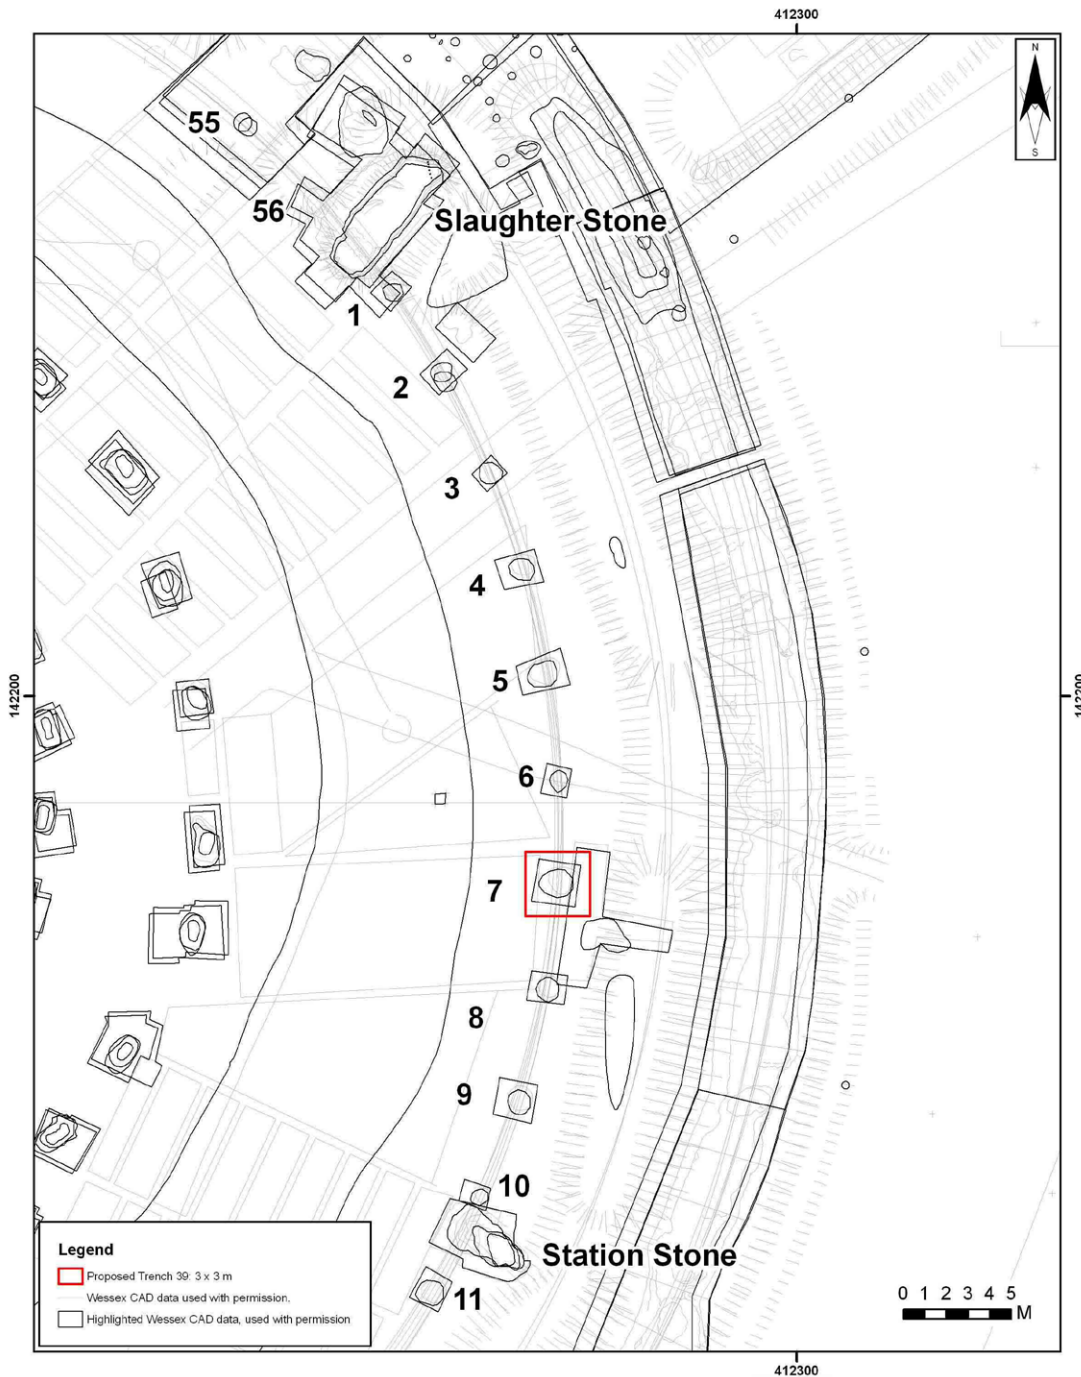 412300
N
S
55
56
Slaughter Stone
1
2
3
4
5
142200
142200
6
7
8
9
10
Station Stone
11
Legend
Proposed Trench 39: 3 x 3 m
Wessex CAD data used with permission.
Highlighted Wessex CAD data, used with permission
0 1 2 3 4 5
M
412300